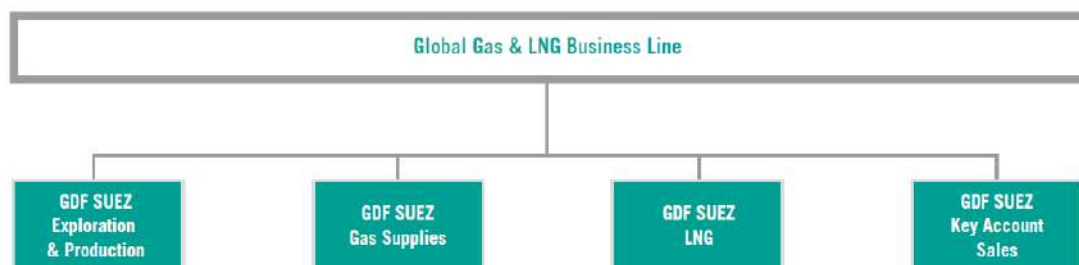 Global Gas & LNG Business Line
GDF SUEZ
Exploration
& Production
GDF SUEZ
Gas Supplies
GDF SUEZ
LNG
GDF SUEZ
Key Account
Sales